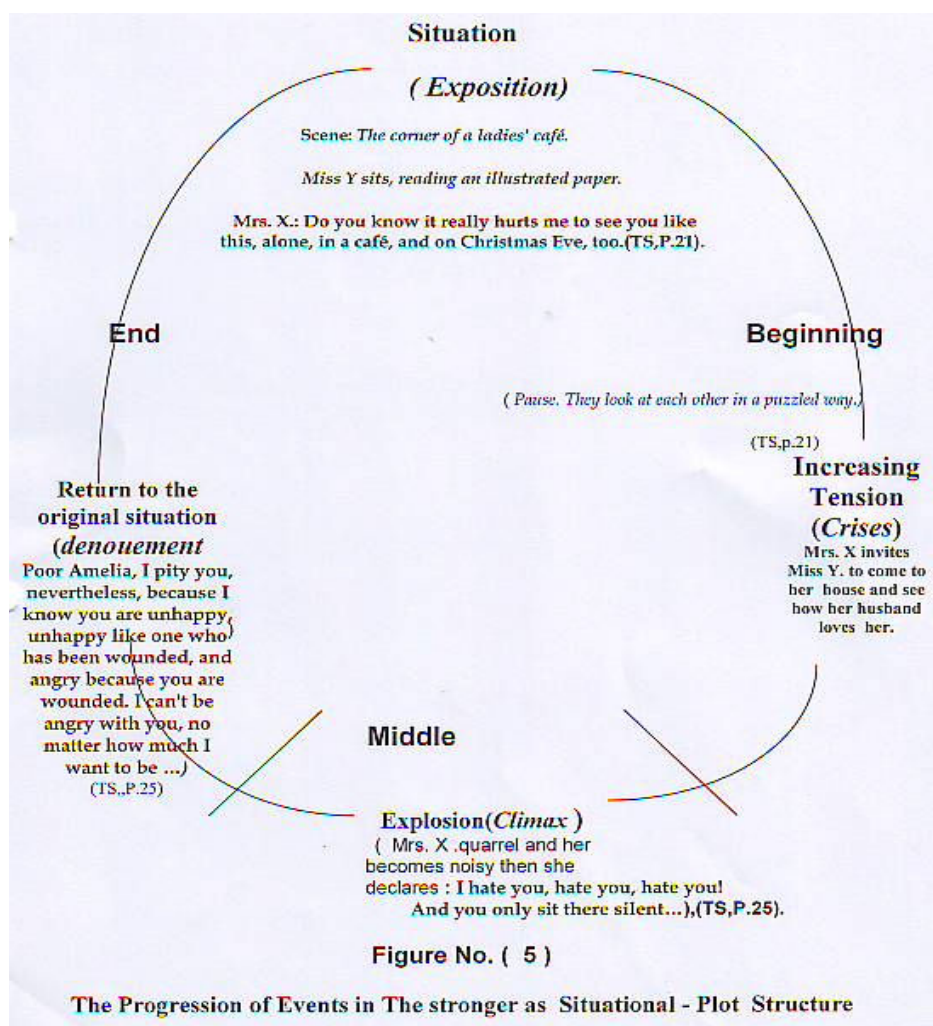 Situation
( Exposition)
Scene: The corner of a ladies' café.
Miss Y sits, reading an illustrated paper.
Mrs. X.: Do you know it really hurts me to see you like
this, alone, in a café, and on Christmas Eve, too.(TS,P.21).
End
Beginning
( Pause. They look at each other in a puzzled way.)
(TS,p.21)
Increasing
Tension
(Crises)
Mrs. X invites
Miss Y. to come to
her house and see
how her husband
loves her.
Return to the
original situation
(denouement
Poor Amelia, I pity you,
nevertheless, because I
know you are unhappy,
unhappy like one who)
has been wounded, and
angry because you are
wounded. I can't be
angry with you, no
matter how much I
want to be ...)
(TS,,P.25)
Middle
Explosion(Climax )
( Mrs. X .quarrel and her
becomes noisy then she
declares : I hate you, hate you, hate you!
And you only sit there silent...),(TS,P.25).
Figure No. ( 5 )
The Progression of Events in The stronger as Situational - Plot Structure